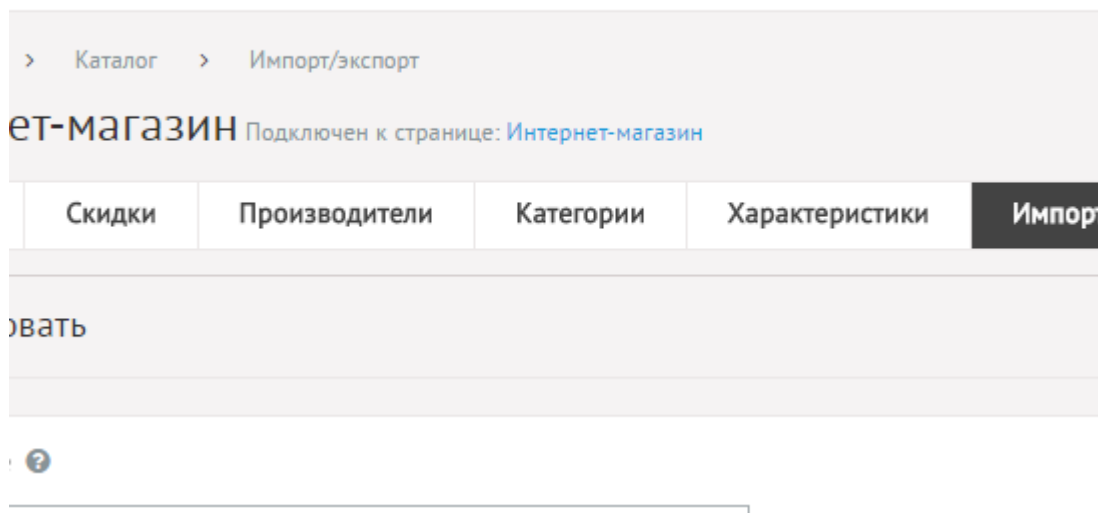 > Каталог > Импорт/экспорт
ет-магазин Подключен к странице: Интернет-магазин
Скидки Производители Категории Характеристики Импорт
овать